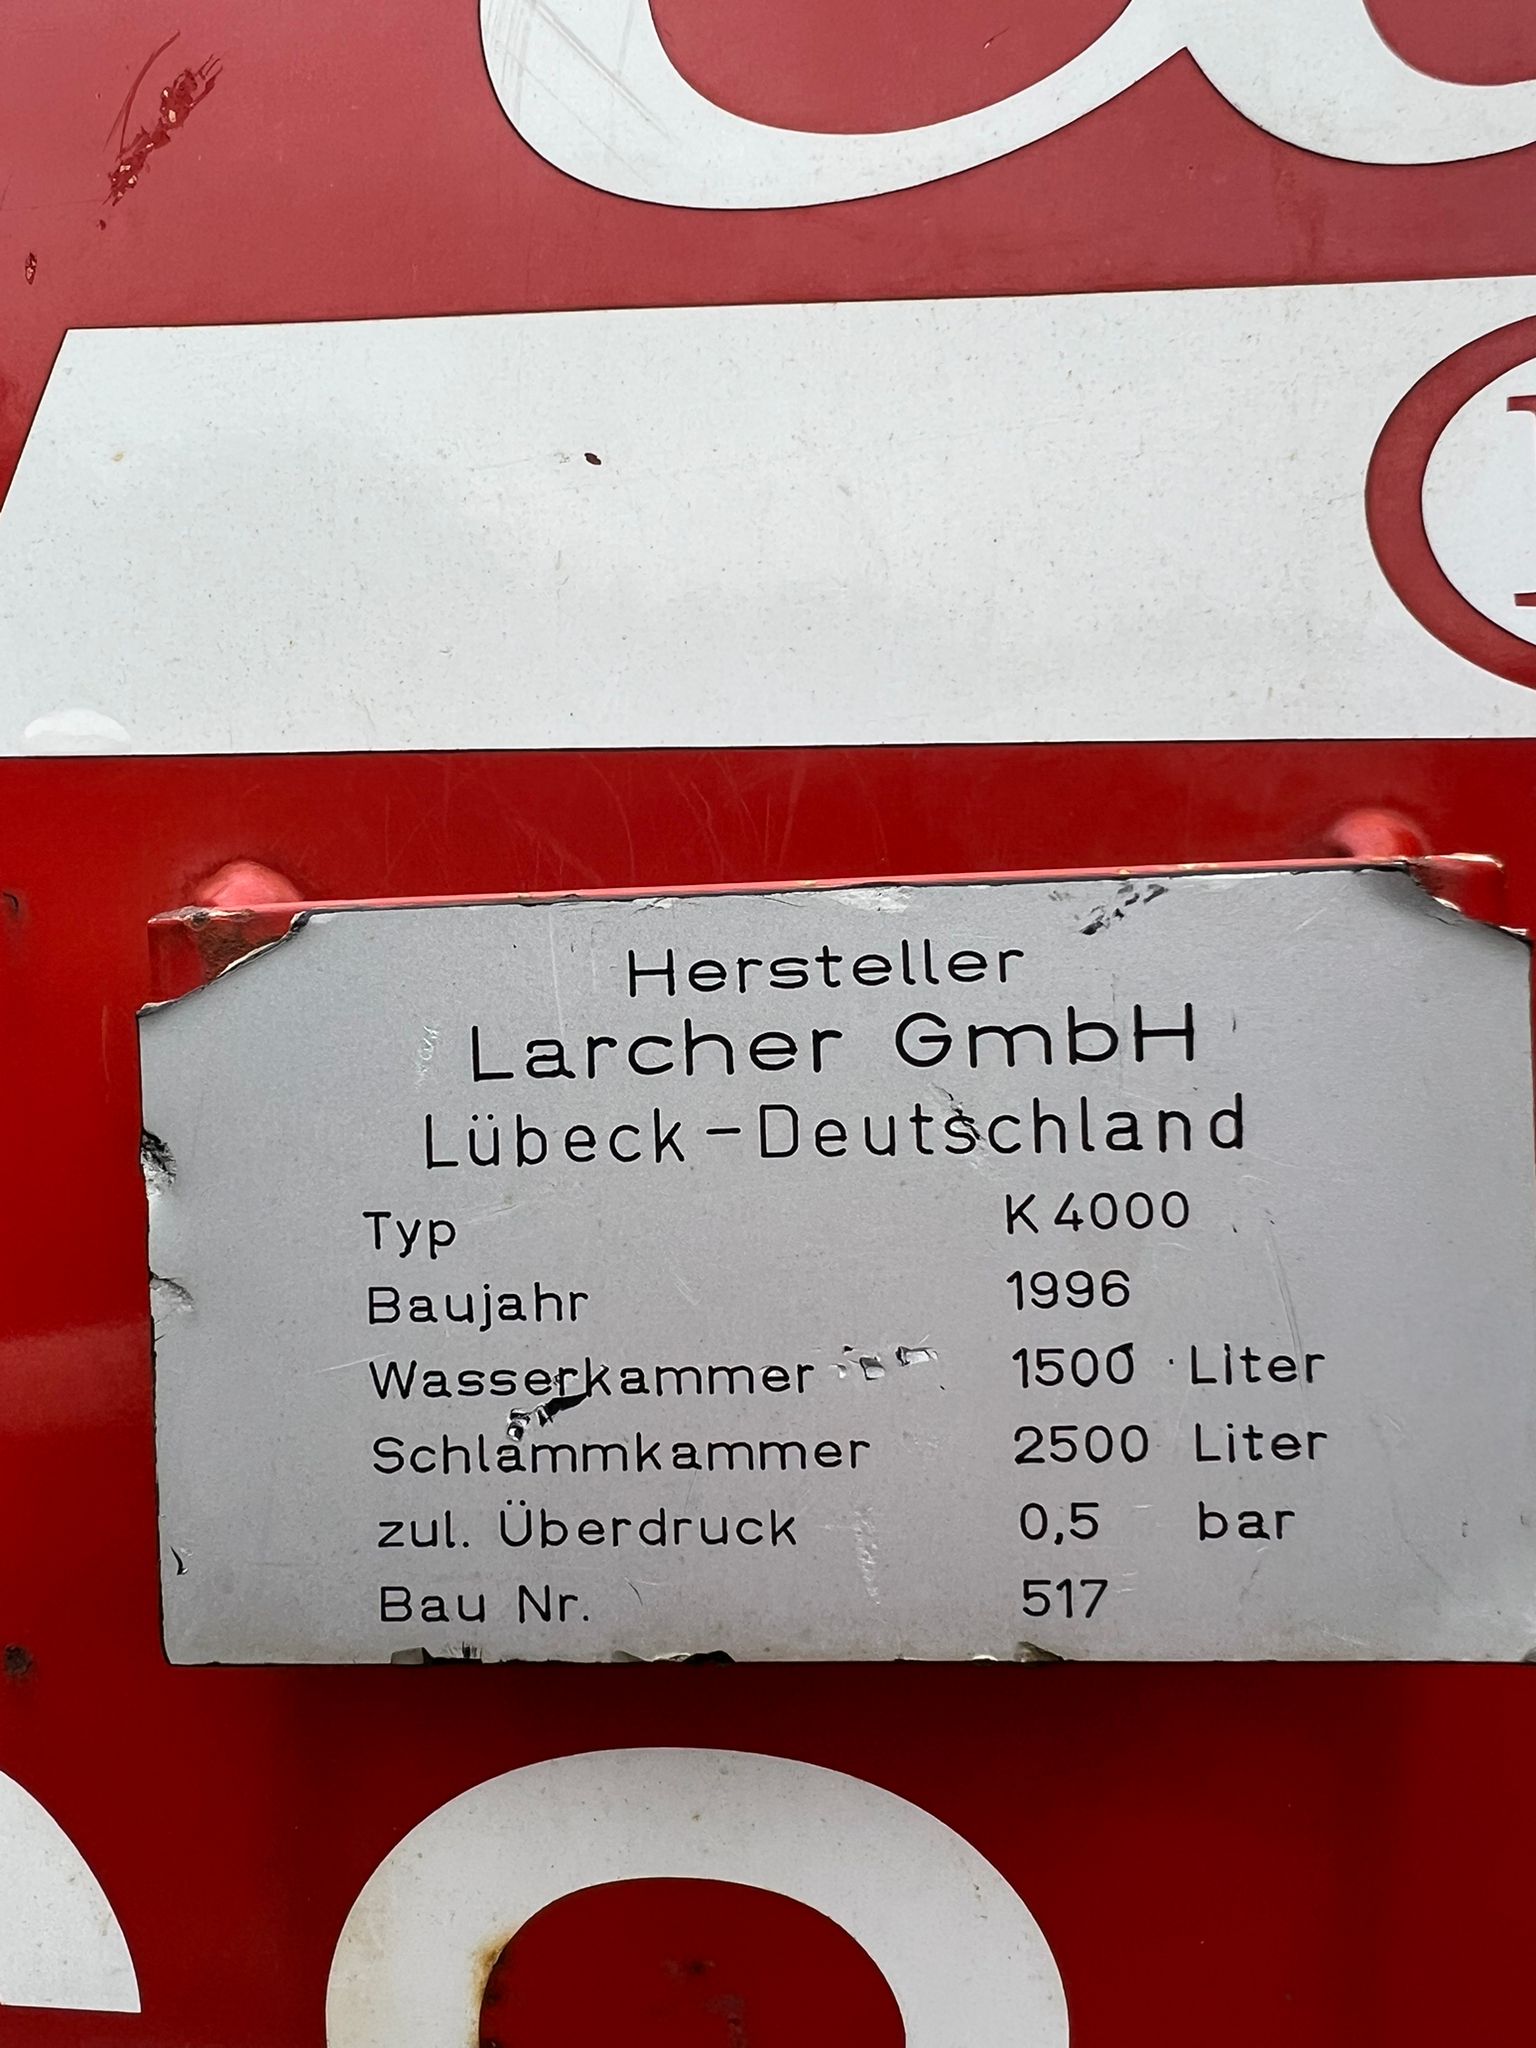 Hersteller
Larcher GmbH
Lübeck-Deutschland
Typ K 4000
Baujahr 1996
Wasserkammer 1500 Liter
Schlammkammer 2500 Liter
zul. Überdruck 0,5 bar
Bau Nr. 517